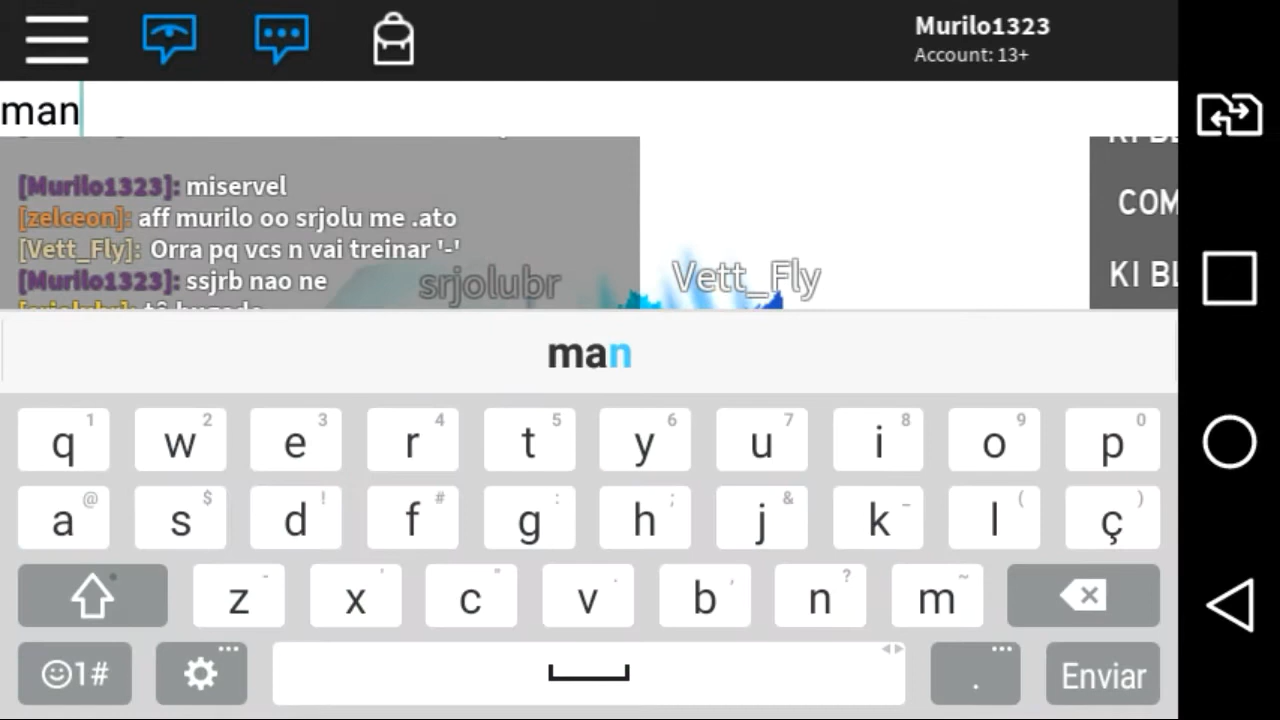 Murilo1323
Account: 13+
man
[Murilo1323]: miservel
[zelceon]: aff murilo oo srjolu me .ato
[Vett_Fly]: Orra pq vcs n vai treinar '-'
[Murilo1323]: ssjrb nao ne
srjolubr
Vett_Fly
COM
KI BL
man
q 1 w 2 e 3 r 4 t 5 y 6 u 7 i 8 o 9 p 0
a @ s $ d ! f # g : h ; j & k _ l ( ç )
z - x ' c " v . b , n ? m ~
1# ... . ... Enviar